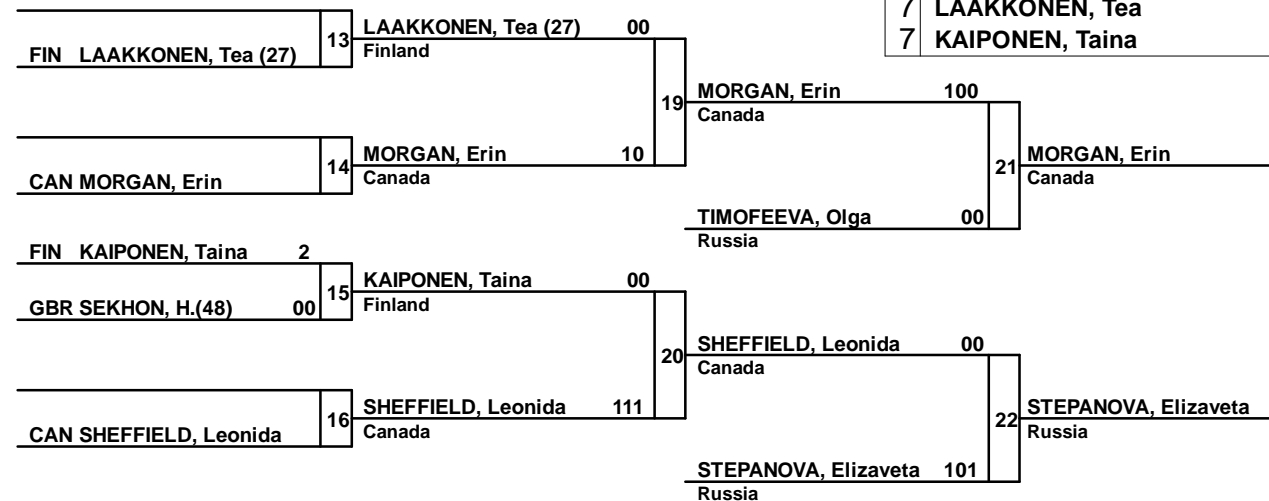 7 LAAKKONEN, Tea
7 KAIPONEN, Taina
FIN LAAKKONEN, Tea (27)
13
LAAKKONEN, Tea (27) 00
Finland
CAN MORGAN, Erin
14
MORGAN, Erin 10
Canada
19
MORGAN, Erin 100
Canada
TIMOFEEVA, Olga 00
Russia
21
MORGAN, Erin
Canada
FIN KAIPONEN, Taina 2
GBR SEKHON, H.(48) 00
15
KAIPONEN, Taina 00
Finland
CAN SHEFFIELD, Leonida
16
SHEFFIELD, Leonida 111
Canada
20
SHEFFIELD, Leonida 00
Canada
STEPANOVA, Elizaveta 101
Russia
22
STEPANOVA, Elizaveta
Russia